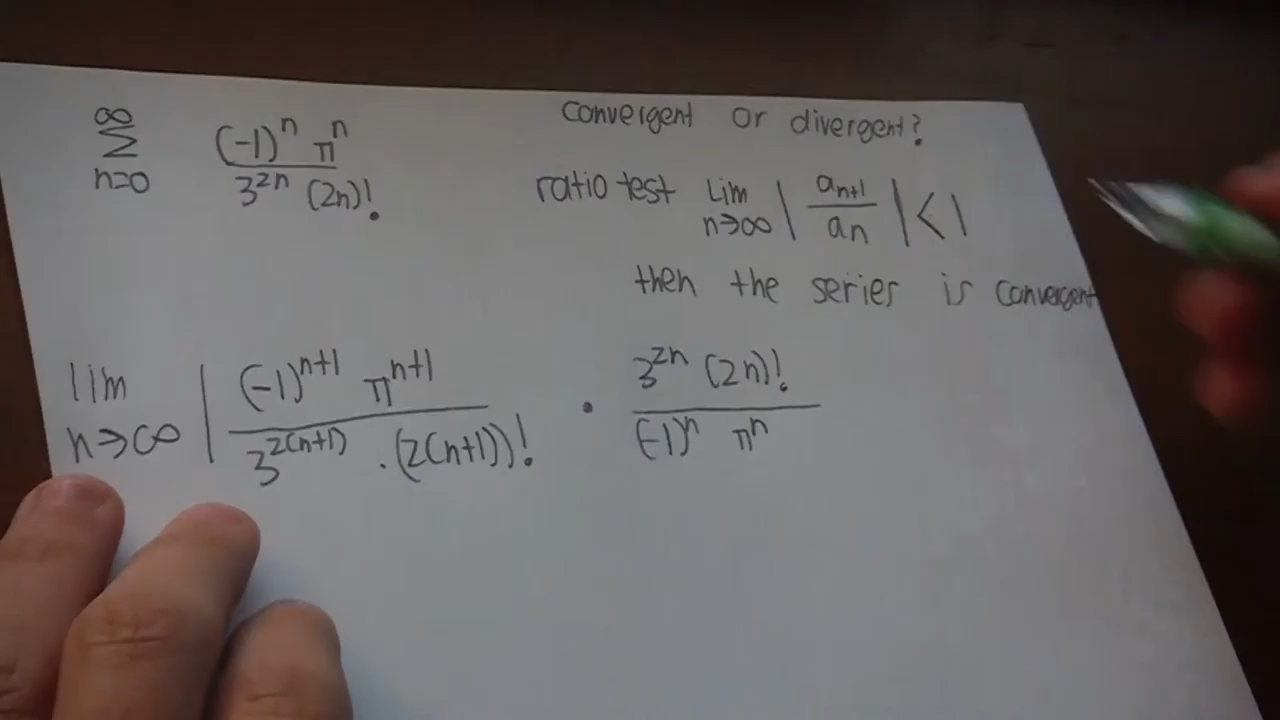 ∞
∑ (-1)^n π^n / 3^{2n} (2n)!
n=0
convergent or divergent?
ratio test lim n→∞ | a_{n+1} / a_n | < 1
then the series is convergent
lim n→∞ | (-1)^{n+1} π^{n+1} / 3^{2(n+1)} · (2(n+1))! · 3^{2n} (2n)! / (-1)^n π^n